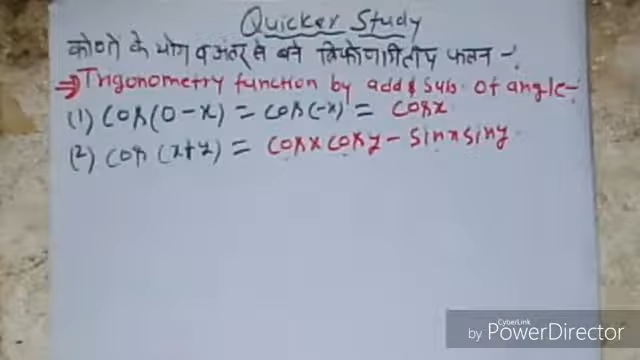 Quicker Study
कोणों के योग व अंतर से बने त्रिकोणमितीय फलन -:
⇒ Trigonometry function by add & sub. of angle-:
(1) cos(0-x) = cos(-x) = cosx
(2) cos (x+y) = cosx cosy - sinx siny
CyberLink
by PowerDirector